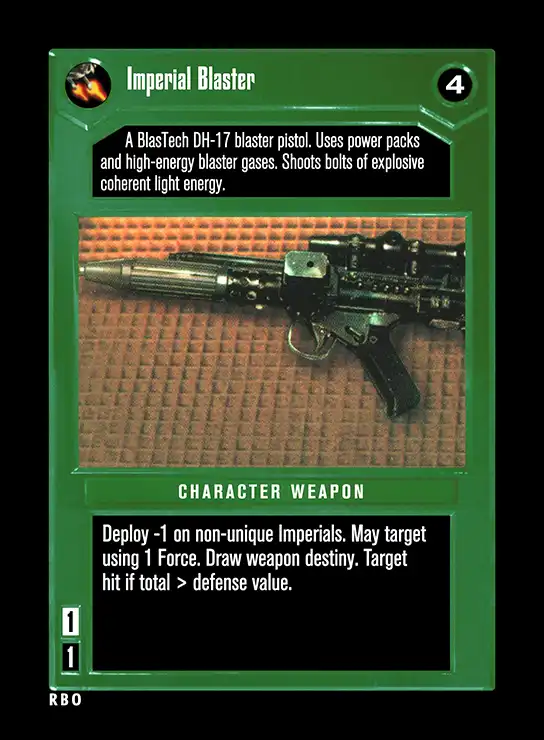 Imperial Blaster
4
A BlasTech DH-17 blaster pistol. Uses power packs
and high-energy blaster gases. Shoots bolts of explosive
coherent light energy.
CHARACTER WEAPON
Deploy -1 on non-unique Imperials. May target
using 1 Force. Draw weapon destiny. Target
hit if total > defense value.
1
1
RBO